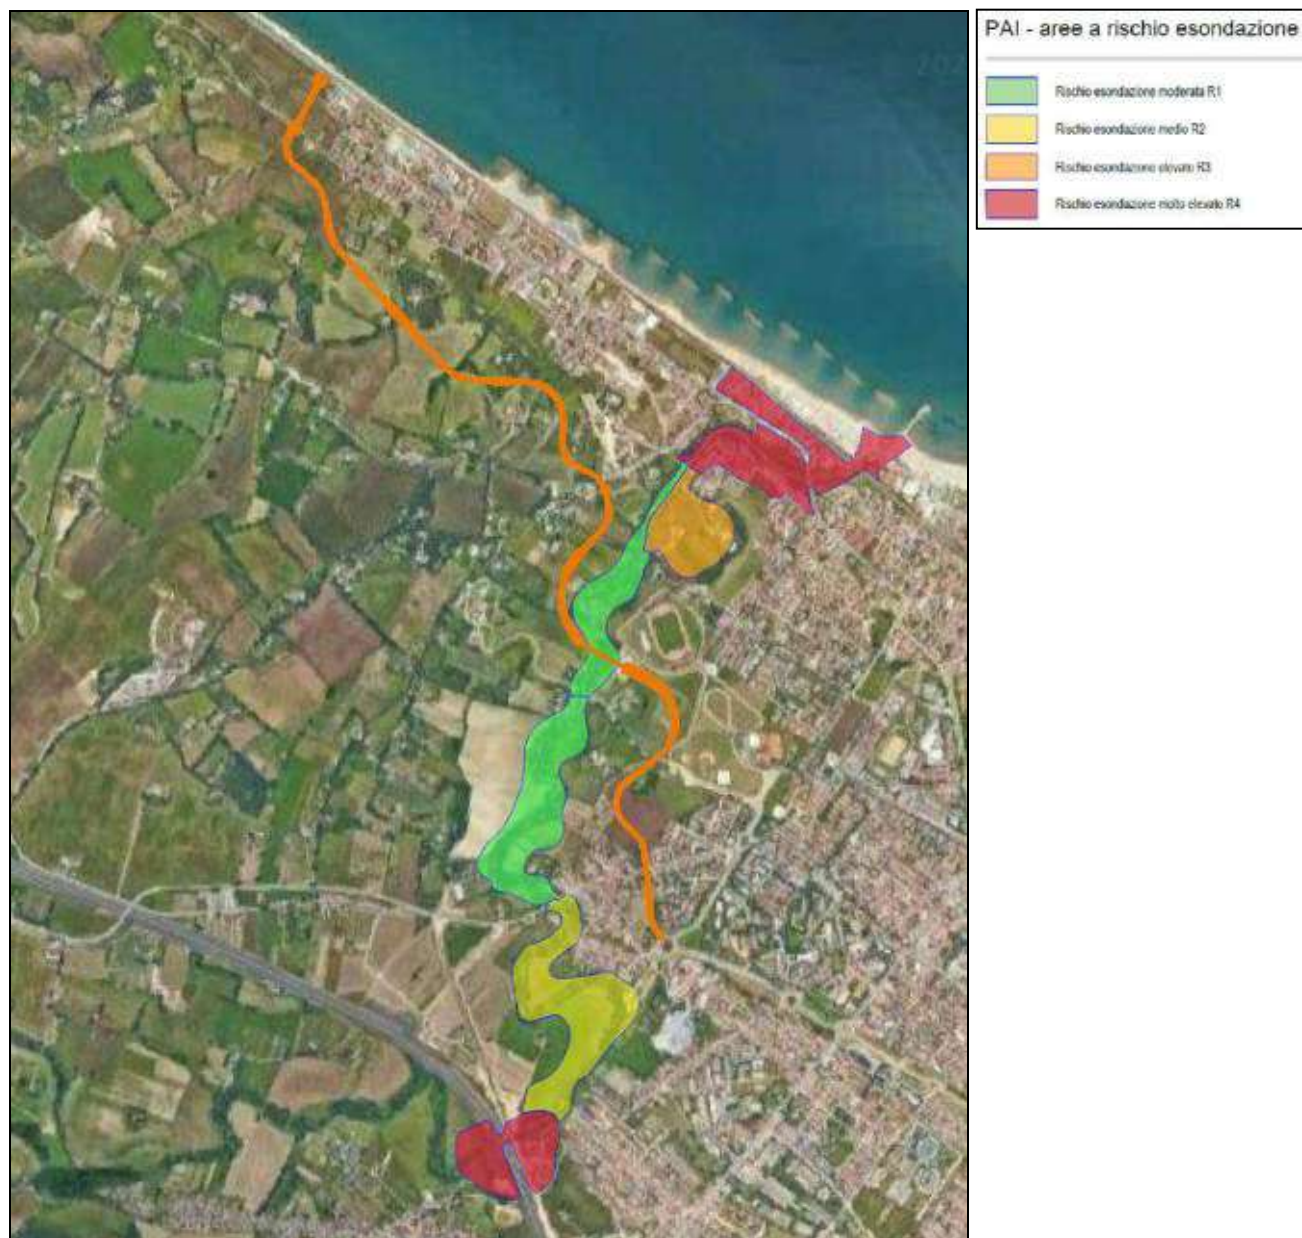 PAI - aree a rischio esondazione
Rischio esondazione moderata R1
Rischio esondazione medio R2
Rischio esondazione elevato R3
Rischio esondazione molto elevato R4